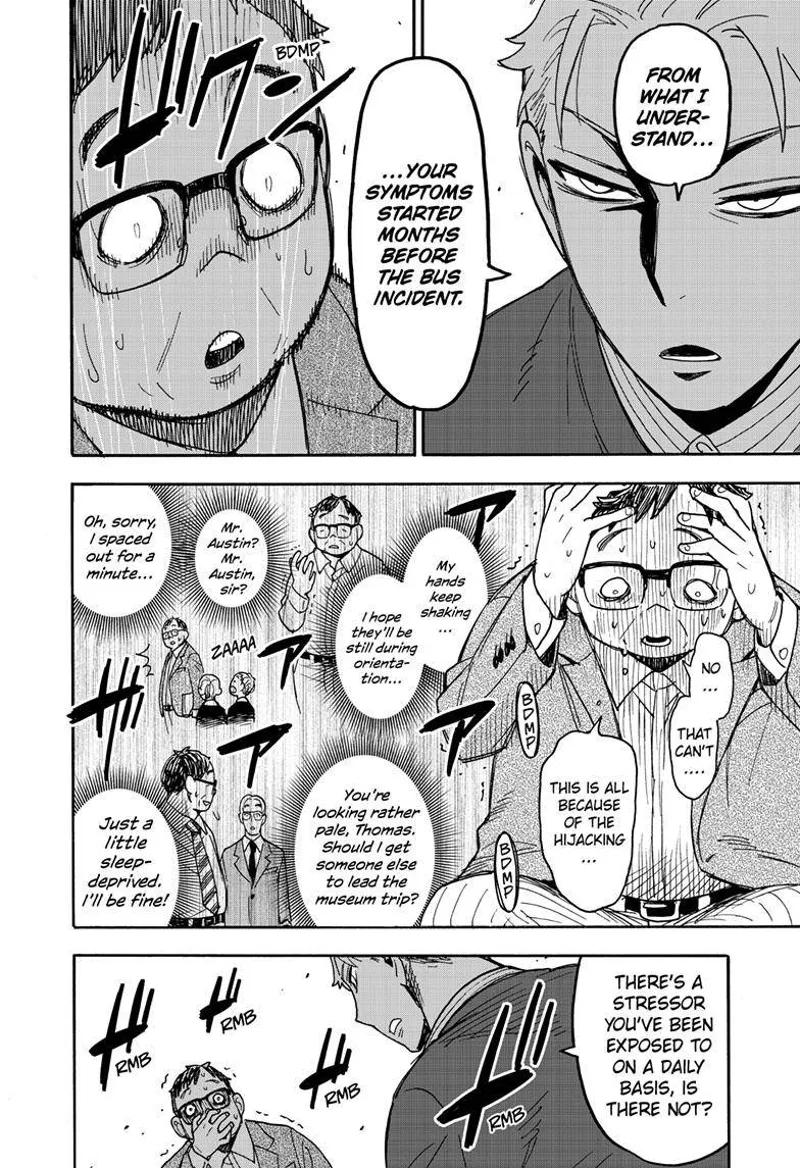 FROM
WHAT I
UNDER-
STAND...
BDMP
...YOUR
SYMPTOMS
STARTED
MONTHS
BEFORE
THE BUS
INCIDENT.
NO
...
THAT
CAN'T
....
THIS IS ALL
BECAUSE
OF THE
HIJACKING
...
BDMP
BDMP
My
hands
keep
shaking
...
I hope
they'll be
still during
orienta-
tion...
Mr.
Austin?
Mr.
Austin,
sir?
Oh, sorry,
I spaced
out for a
minute...
ZAAAA
You're
looking rather
pale, Thomas.
Should I get
someone else
to lead the
museum trip?
Just a
little
sleep-
deprived.
I'll be fine!
THERE'S A
STRESSOR
YOU'VE BEEN
EXPOSED TO
ON A DAILY
BASIS, IS
THERE NOT?
RMB
RMB
RMB
RMB